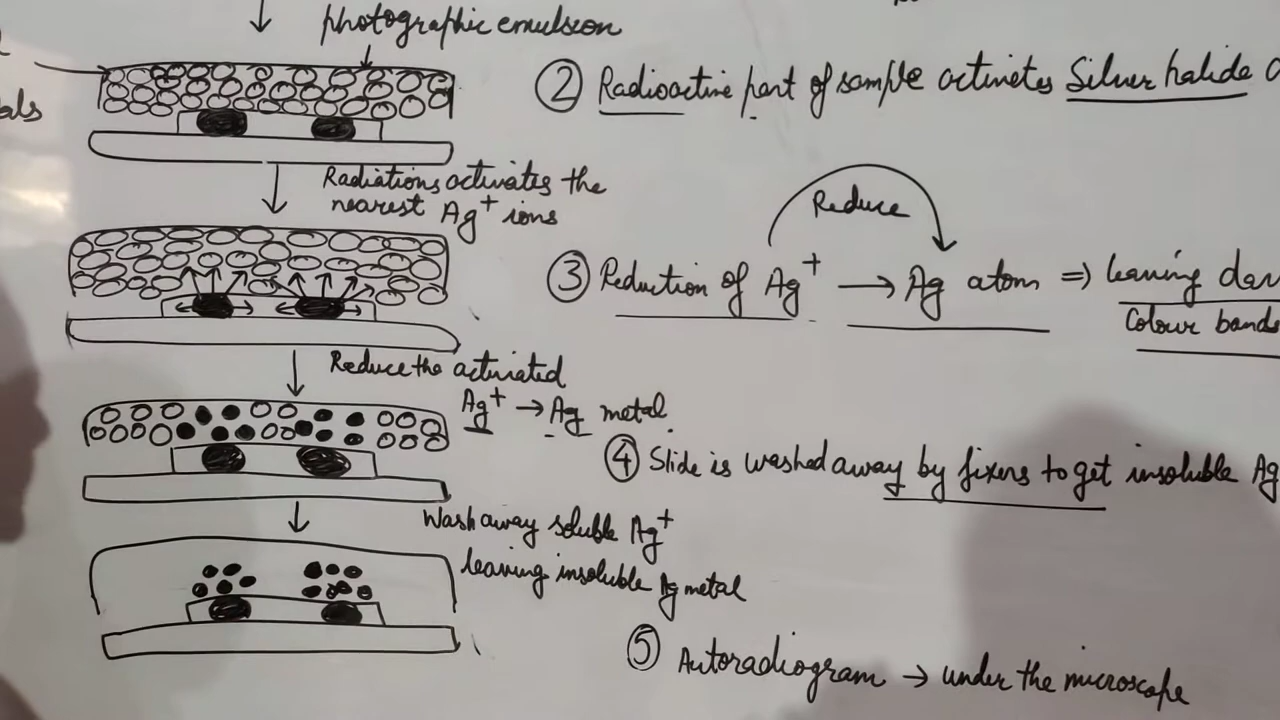 photographic emulsion
② Radioactive part of sample activetes Silver halide
Radiations activates the
nearest Ag⁺ ions
Reduce
③ Reduction of Ag⁺ → Ag atom ⇒ leaving
Colour bands
Reduce the activated
Ag⁺ → Ag metal.
④ Slide is washed away by fixers to get insoluble Ag
Wash away soluble Ag⁺
leaving insoluble Ag metal
⑤ Autoradiogram → under the microscope